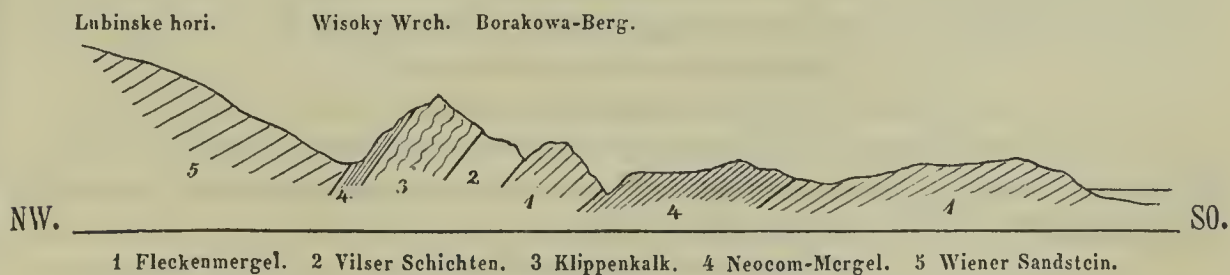 Lubinske hori. Wisoky Wrch. Borakowa-Berg.
5 4 3 2 1 4 1
NW. SO.
1 Fleckenmergel. 2 Vilser Schichten. 3 Klippenkalk. 4 Neocom-Mergel. 5 Wiener Sandstein.